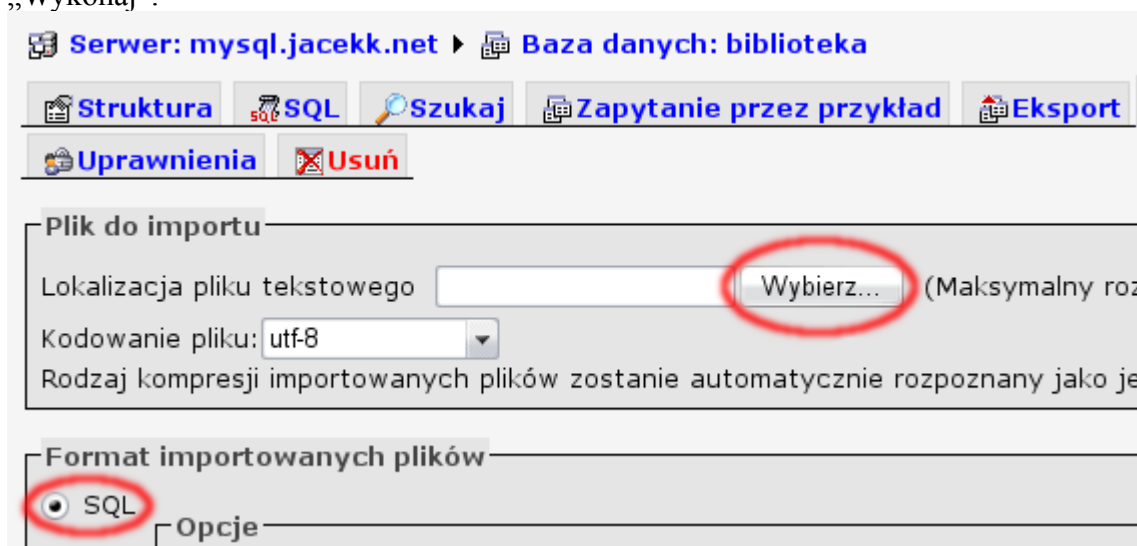 „Wykonaj”.
Serwer: mysql.jacekk.net Baza danych: biblioteka
Struktura SQL Szukaj Zapytanie przez przykład Eksport
Uprawnienia Usuń
Plik do importu
Lokalizacja pliku tekstowego Wybierz... (Maksymalny roz
Kodowanie pliku: utf-8
Rodzaj kompresji importowanych plików zostanie automatycznie rozpoznany jako je
Format importowanych plików
SQL
Opcje